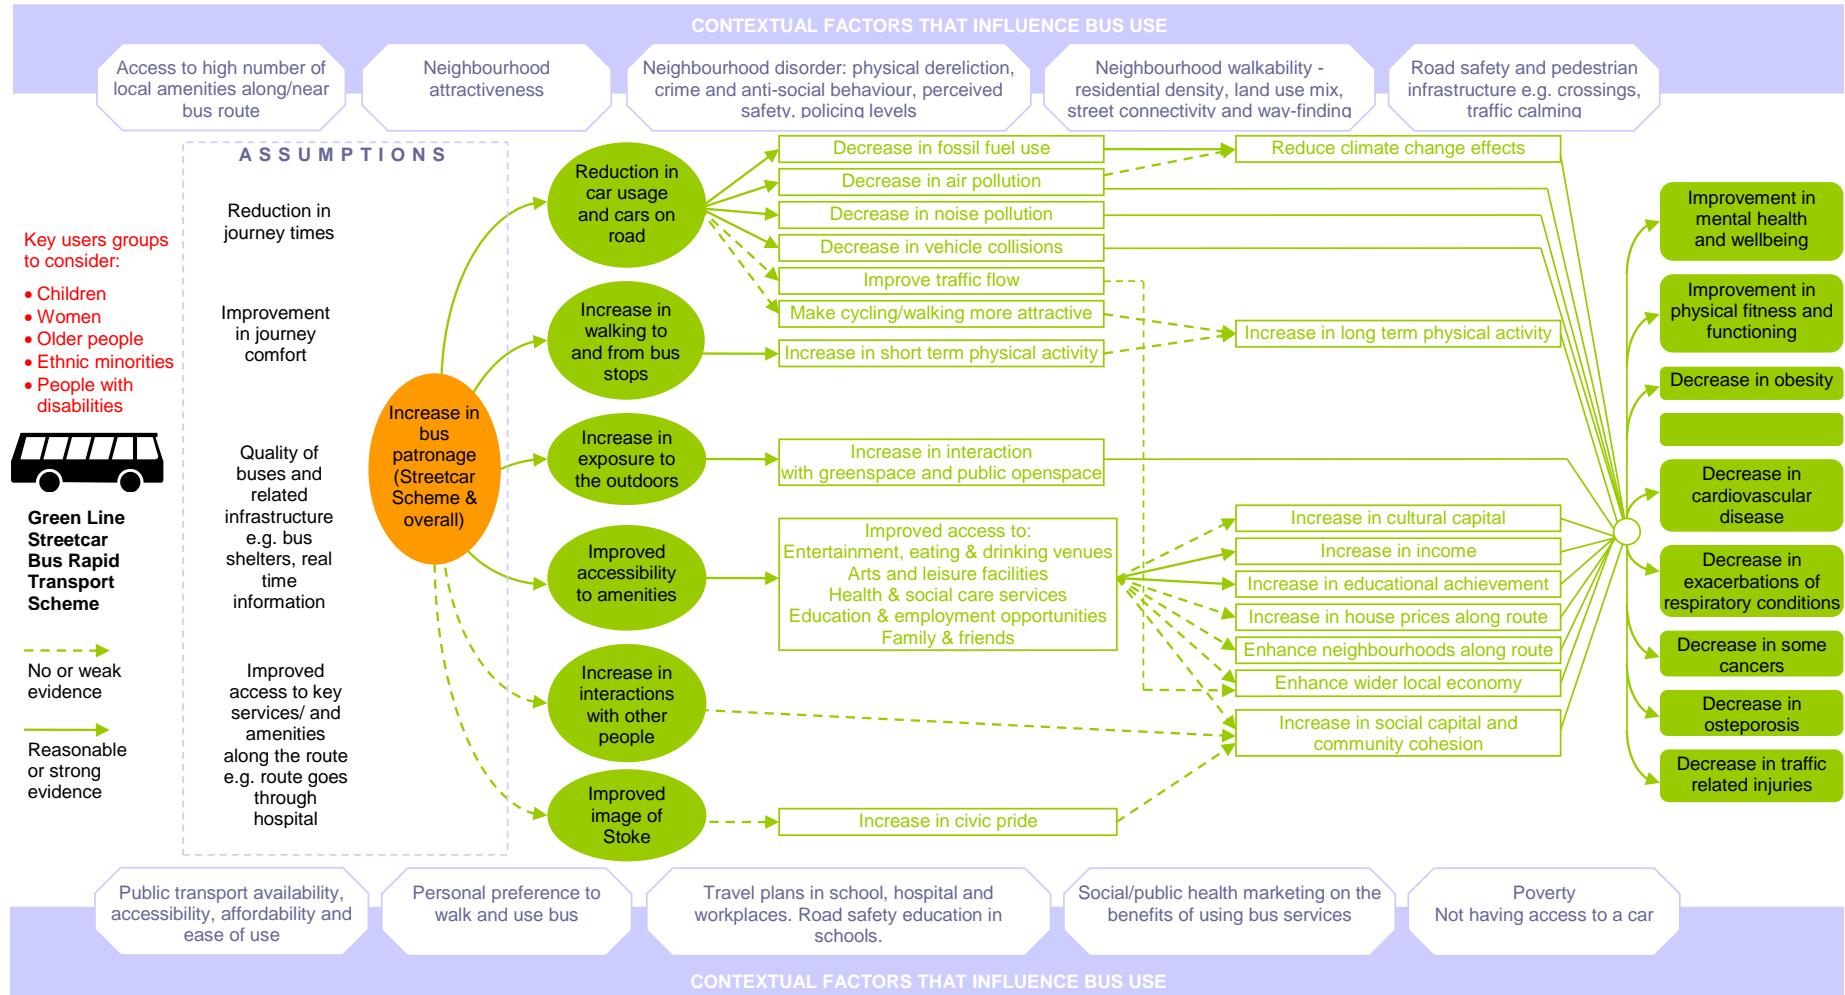 CONTEXTUAL FACTORS THAT INFLUENCE BUS USE
Access to high number of
local amenities along/near
bus route
Neighbourhood
attractiveness
Neighbourhood disorder: physical dereliction,
crime and anti-social behaviour, perceived
safety, policing levels
Neighbourhood walkability -
residential density, land use mix,
street connectivity and way-finding
Road safety and pedestrian
infrastructure e.g. crossings,
traffic calming
Key users groups
to consider:
• Children
• Women
• Older people
• Ethnic minorities
• People with
disabilities
Green Line
Streetcar
Bus Rapid
Transport
Scheme
No or weak
evidence
Reasonable
or strong
evidence
ASSUMPTIONS
Reduction in
journey times
Improvement
in journey
comfort
Quality of
buses and
related
infrastructure
e.g. bus
shelters, real
time
information
Improved
access to key
services/ and
amenities
along the route
e.g. route goes
through
hospital
Increase in
bus
patronage
(Streetcar
Scheme &
overall)
Reduction in
car usage
and cars on
road
Increase in
walking to
and from bus
stops
Increase in
exposure to
the outdoors
Improved
accessibility
to amenities
Increase in
interactions
with other
people
Improved
image of
Stoke
Decrease in fossil fuel use
Decrease in air pollution
Decrease in noise pollution
Decrease in vehicle collisions
Improve traffic flow
Make cycling/walking more attractive
Increase in short term physical activity
Increase in interaction
with greenspace and public openspace
Improved access to:
Entertainment, eating & drinking venues
Arts and leisure facilities
Health & social care services
Education & employment opportunities
Family & friends
Increase in civic pride
Reduce climate change effects
Increase in long term physical activity
Increase in cultural capital
Increase in income
Increase in educational achievement
Increase in house prices along route
Enhance neighbourhoods along route
Enhance wider local economy
Increase in social capital and
community cohesion
Improvement in
mental health
and wellbeing
Improvement in
physical fitness and
functioning
Decrease in obesity
Decrease in
cardiovascular
disease
Decrease in
exacerbations of
respiratory conditions
Decrease in some
cancers
Decrease in
osteporosis
Decrease in traffic
related injuries
Public transport availability,
accessibility, affordability and
ease of use
Personal preference to
walk and use bus
Travel plans in school, hospital and
workplaces. Road safety education in
schools.
Social/public health marketing on the
benefits of using bus services
Poverty
Not having access to a car
CONTEXTUAL FACTORS THAT INFLUENCE BUS USE